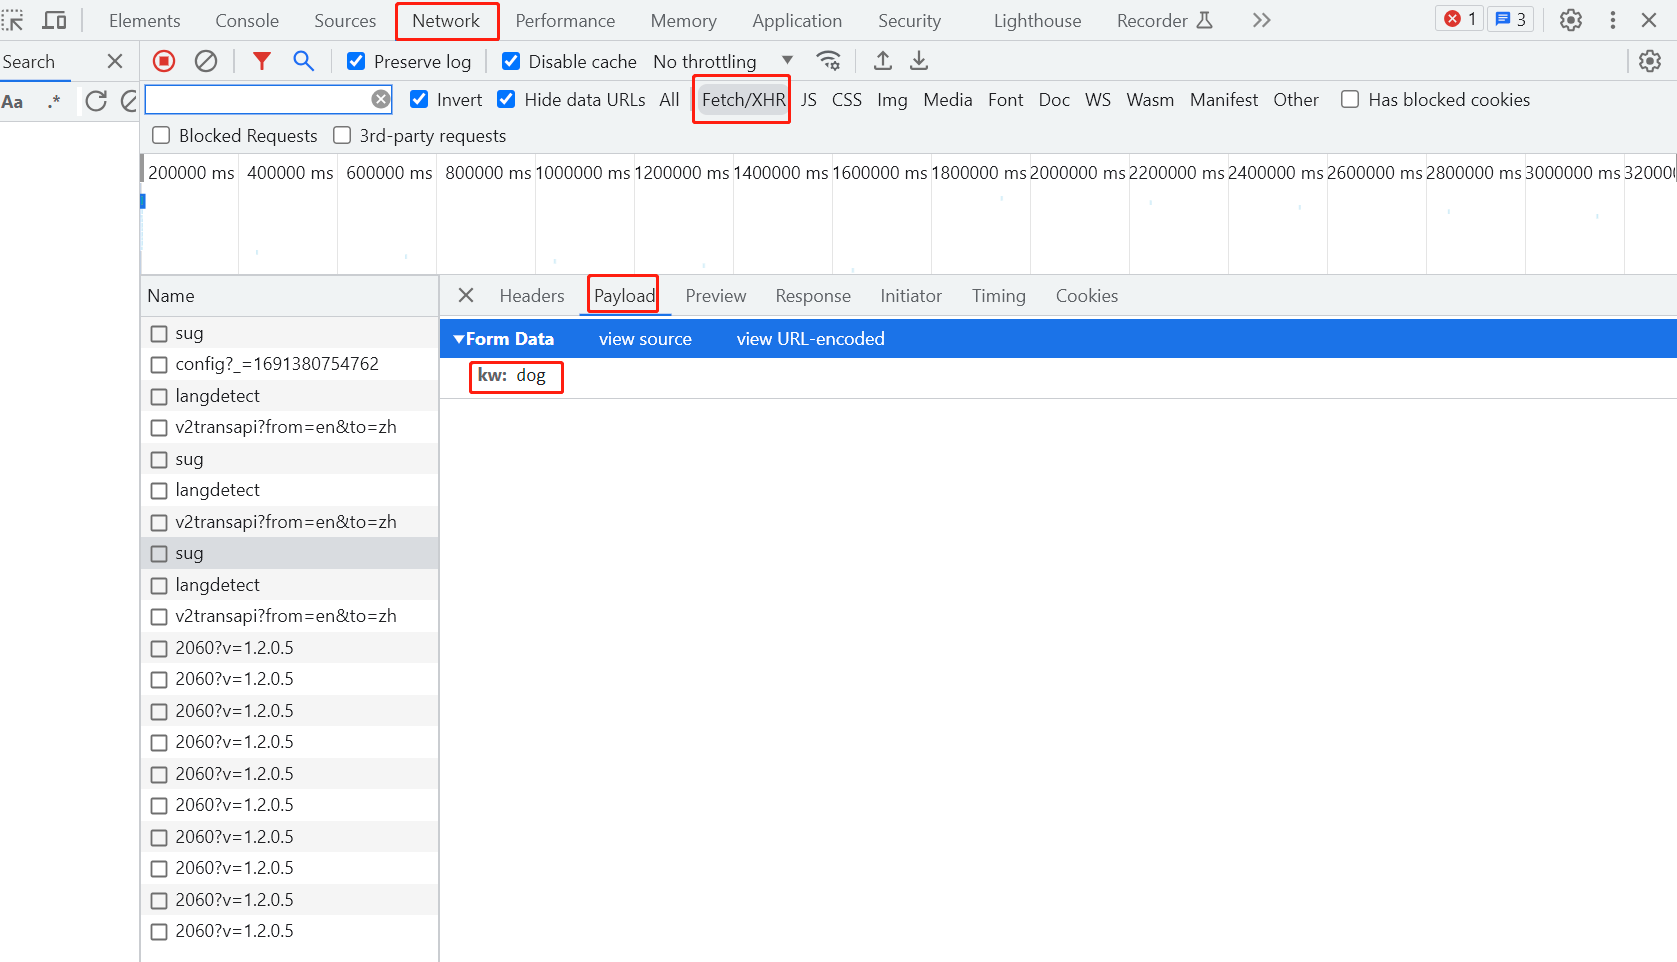 Elements Console Sources Network Performance Memory Application Security Lighthouse Recorder 1 3
Search
Preserve log Disable cache No throttling
Aa .*
Invert Hide data URLs All Fetch/XHR JS CSS Img Media Font Doc WS Wasm Manifest Other Has blocked cookies
Blocked Requests 3rd-party requests
200000 ms 400000 ms 600000 ms 800000 ms 1000000 ms 1200000 ms 1400000 ms 1600000 ms 1800000 ms 2000000 ms 2200000 ms 2400000 ms 2600000 ms 2800000 ms 3000000 ms 32000
Name
Headers Payload Preview Response Initiator Timing Cookies
Form Data view source view URL-encoded
kw: dog
sug
config?_=1691380754762
langdetect
v2transapi?from=en&to=zh
sug
langdetect
v2transapi?from=en&to=zh
sug
langdetect
v2transapi?from=en&to=zh
2060?v=1.2.0.5
2060?v=1.2.0.5
2060?v=1.2.0.5
2060?v=1.2.0.5
2060?v=1.2.0.5
2060?v=1.2.0.5
2060?v=1.2.0.5
2060?v=1.2.0.5
2060?v=1.2.0.5
2060?v=1.2.0.5